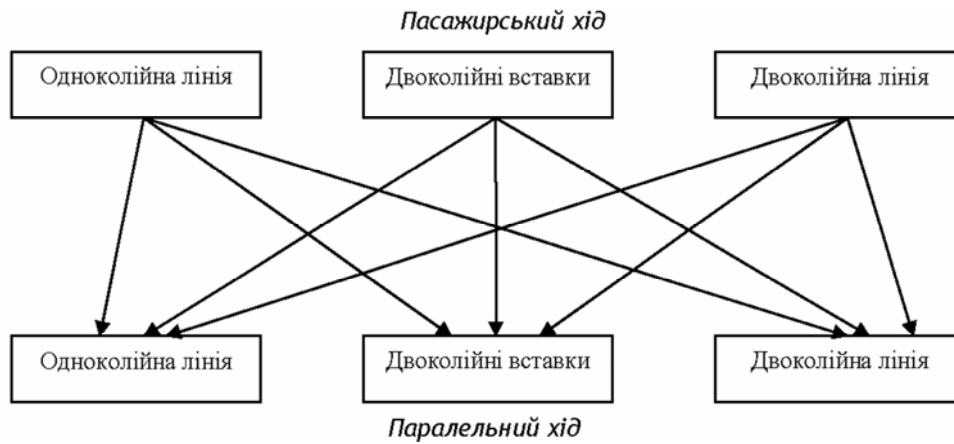 Пасажирський хід
Одноколійна лінія
Двоколійні вставки
Двоколійна лінія
Одноколійна лінія
Двоколійні вставки
Двоколійна лінія
Паралельний хід